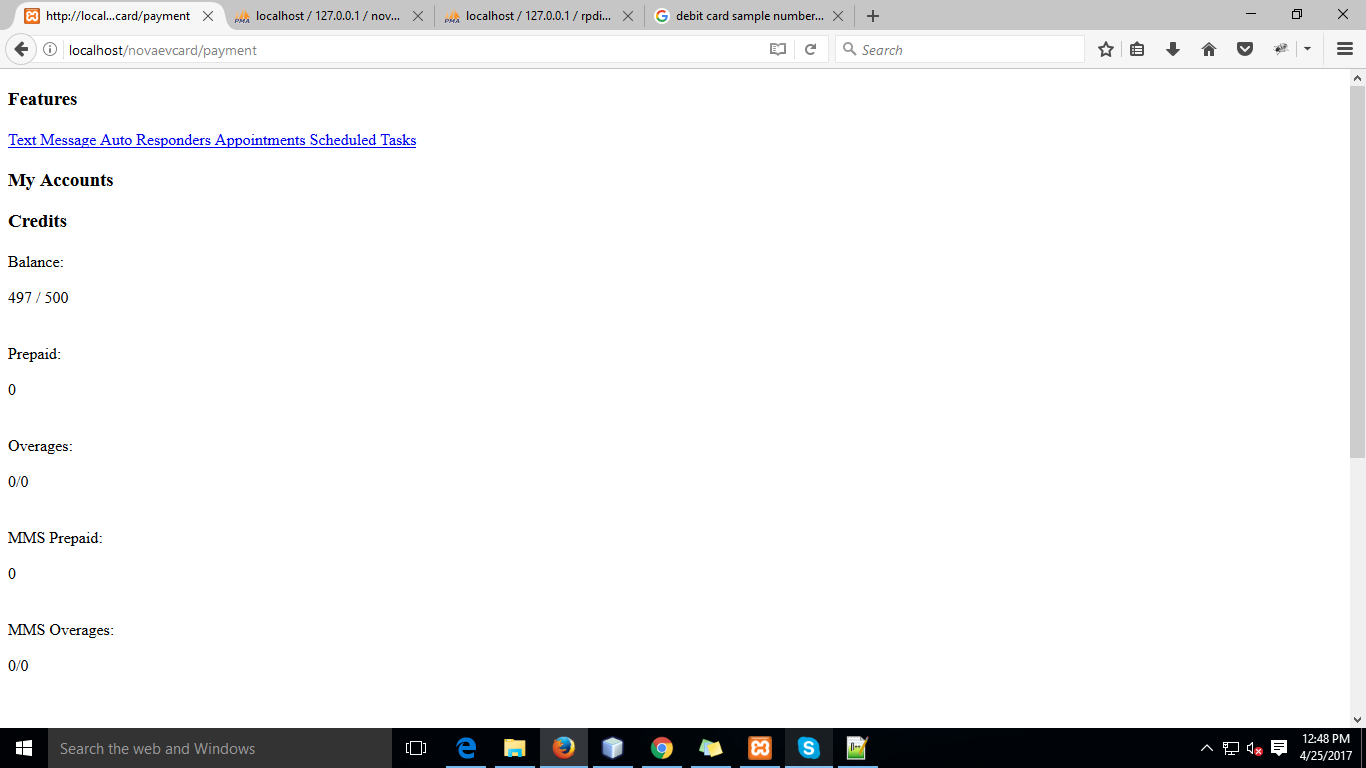 http://local...card/payment
localhost / 127.0.0.1 / nov...
localhost / 127.0.0.1 / rpdi...
debit card sample number...
localhost/novaevcard/payment
Search
Features
Text Message Auto Responders Appointments Scheduled Tasks
My Accounts
Credits
Balance:
497 / 500
Prepaid:
0
Overages:
0/0
MMS Prepaid:
0
MMS Overages:
0/0
Search the web and Windows
12:48 PM
4/25/2017